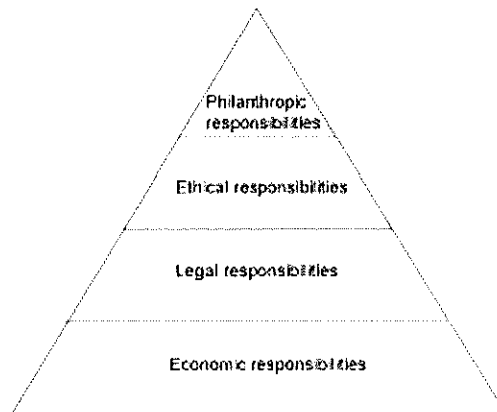 Philanthropic
responsibilities
Ethical responsibilities
Legal responsibilities
Economic responsibilities